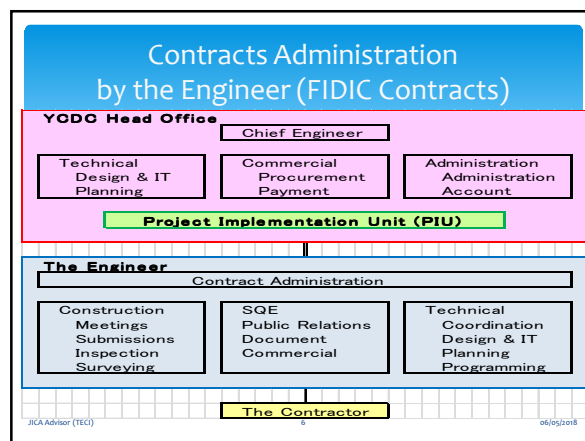 Contracts Administration
by the Engineer (FIDIC Contracts)
YCDC Head Office
Chief Engineer
Technical
Design & IT
Planning
Commercial
Procurement
Payment
Administration
Administration
Account
Project Implementation Unit (PIU)
The Engineer
Contract Administration
Construction
Meetings
Submissions
Inspection
Surveying
SQE
Public Relations
Document
Commercial
Technical
Coordination
Design & IT
Planning
Programming
The Contractor
JICA Advisor (TECI)
6
06/05/2018